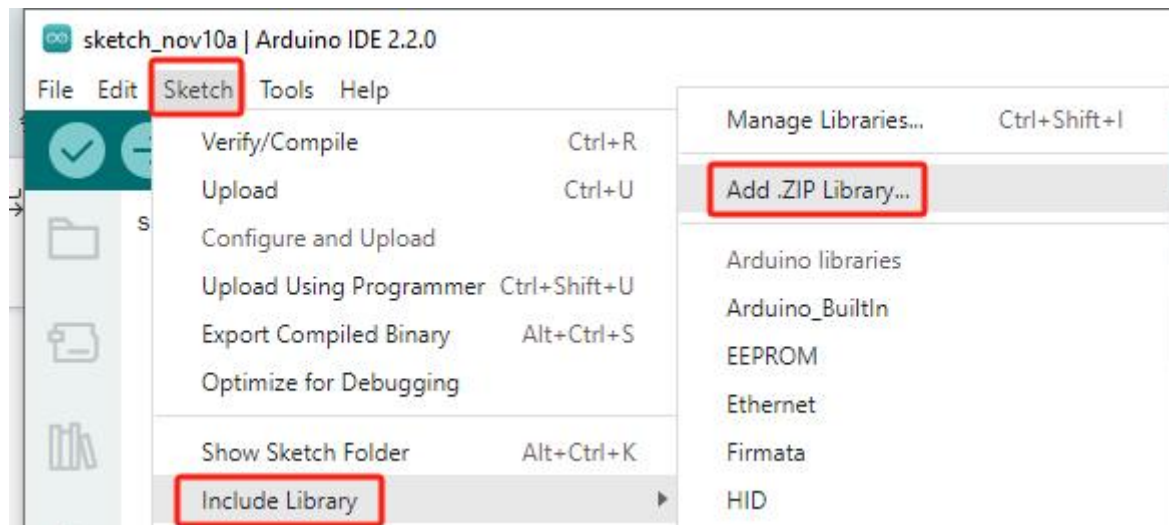 sketch_nov10a | Arduino IDE 2.2.0
File Edit Sketch Tools Help
Verify/Compile Ctrl+R
Upload Ctrl+U
Configure and Upload
Upload Using Programmer Ctrl+Shift+U
Export Compiled Binary Alt+Ctrl+S
Optimize for Debugging
Show Sketch Folder Alt+Ctrl+K
Include Library
Manage Libraries... Ctrl+Shift+I
Add .ZIP Library...
Arduino libraries
Arduino_BuiltIn
EEPROM
Ethernet
Firmata
HID